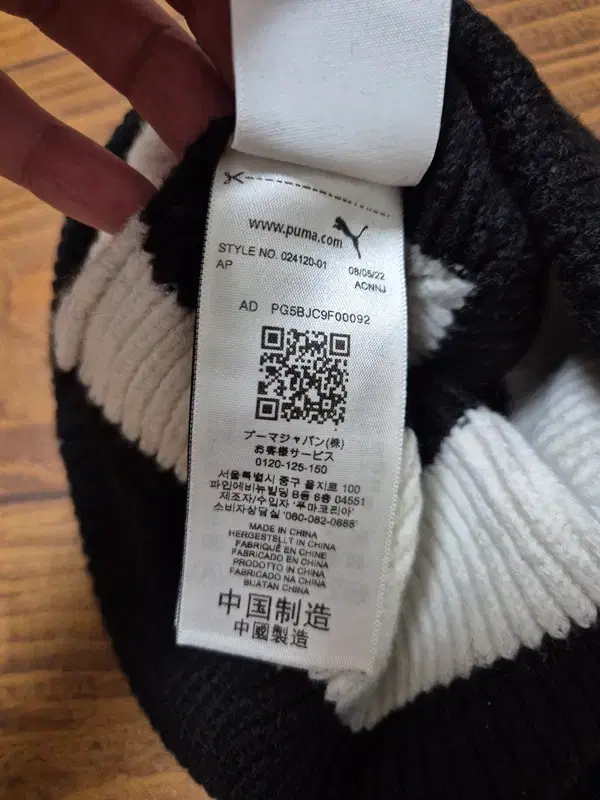 www.puma.com
STYLE NO. 024120-01
AP
08/05/22
ACNNJ
AD PG5BJC9F00092
プーマジャパン(株)
お客様サービス
0120-125-150
서울특별시 중구 을지로 100
파인에비뉴빌딩 B동 6층 04551
제조자/수입자 '푸마코리아'
소비자상담실 '080-082-0888'
MADE IN CHINA
HERGESTELLT IN CHINA
FABRIQUÉ EN CHINE
FABRICADO EN CHINA
PRODOTTO IN CHINA
FABRICADO NA CHINA
BUATAN CHINA
中国制造
中國製造